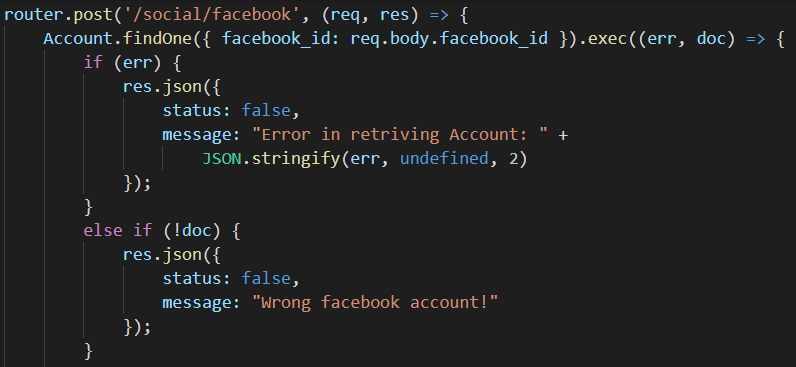 router.post('/social/facebook', (req, res) => {
    Account.findOne({ facebook_id: req.body.facebook_id }).exec((err, doc) => {
        if (err) {
            res.json({
                status: false,
                message: "Error in retriving Account: " +
                    JSON.stringify(err, undefined, 2)
            });
        }
        else if (!doc) {
            res.json({
                status: false,
                message: "Wrong facebook account!"
            });
        }